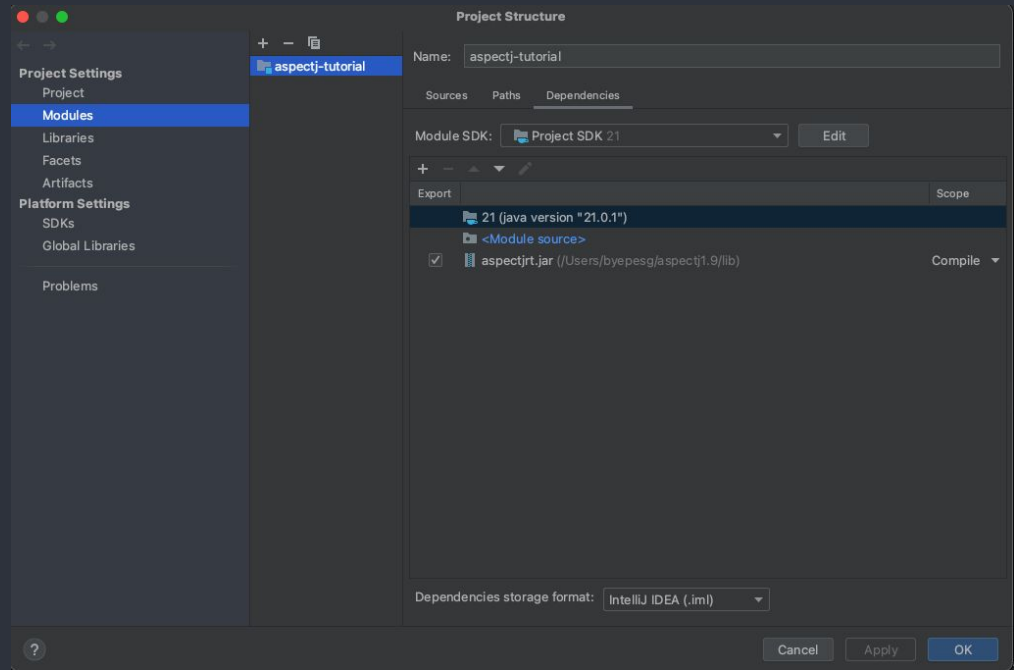 Project Structure
Project Settings
Project
Modules
Libraries
Facets
Artifacts
Platform Settings
SDKs
Global Libraries
Problems
aspectj-tutorial
Name: aspectj-tutorial
Sources Paths Dependencies
Module SDK: Project SDK 21 Edit
Export Scope
21 (java version "21.0.1")
<Module source>
aspectjrt.jar (/Users/byepesg/aspectj1.9/lib) Compile
Dependencies storage format: IntelliJ IDEA (.iml)
? Cancel Apply OK